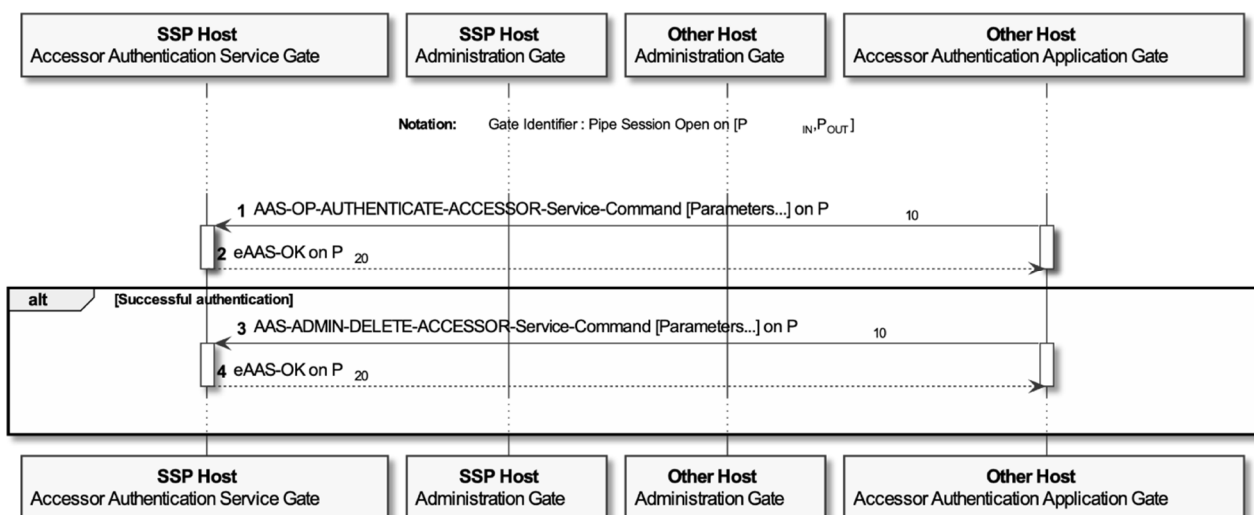 SSP Host
Accessor Authentication Service Gate
SSP Host
Administration Gate
Other Host
Administration Gate
Other Host
Accessor Authentication Application Gate
Notation: Gate Identifier : Pipe Session Open on [P IN,POUT]
1 AAS-OP-AUTHENTICATE-ACCESSOR-Service-Command [Parameters...] on P 10
2 eAAS-OK on P 20
alt [Successful authentication]
3 AAS-ADMIN-DELETE-ACCESSOR-Service-Command [Parameters...] on P 10
4 eAAS-OK on P 20
SSP Host
Accessor Authentication Service Gate
SSP Host
Administration Gate
Other Host
Administration Gate
Other Host
Accessor Authentication Application Gate